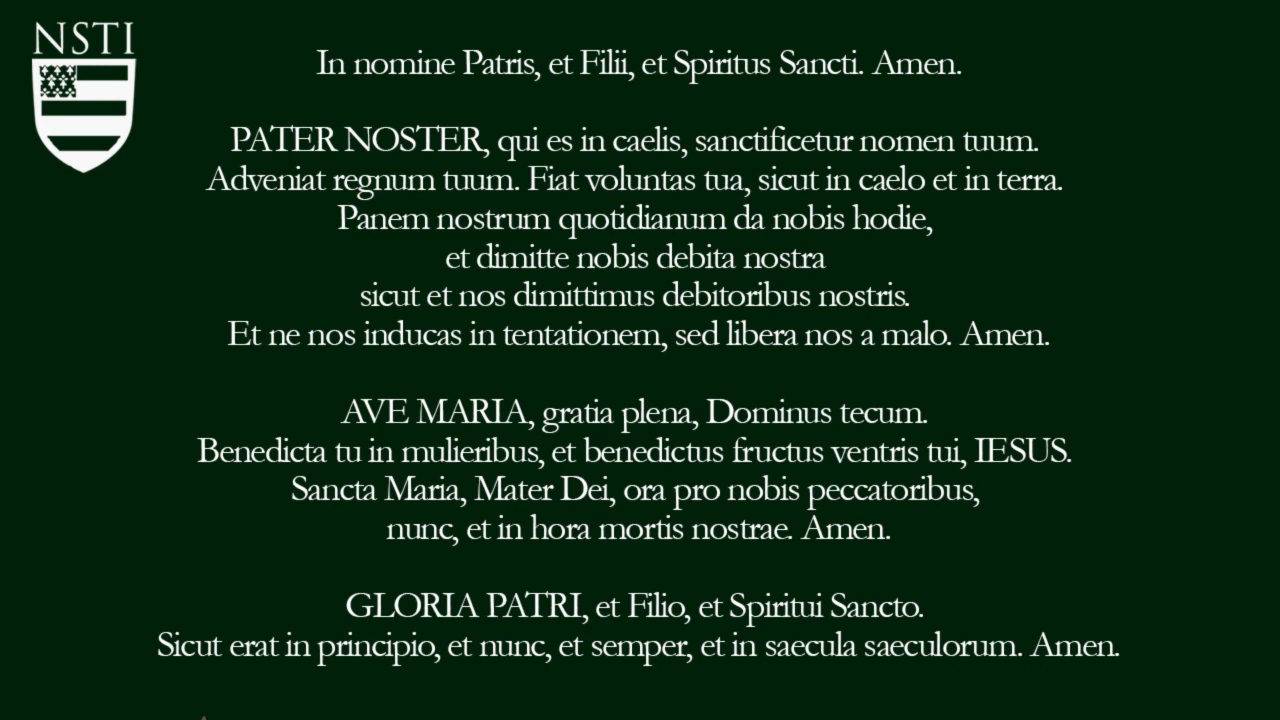 NSTI
In nomine Patris, et Filii, et Spiritus Sancti. Amen.
PATER NOSTER, qui es in caelis, sanctificetur nomen tuum.
Adveniat regnum tuum. Fiat voluntas tua, sicut in caelo et in terra.
Panem nostrum quotidianum da nobis hodie,
et dimitte nobis debita nostra
sicut et nos dimittimus debitoribus nostris.
Et ne nos inducas in tentationem, sed libera nos a malo. Amen.
AVE MARIA, gratia plena, Dominus tecum.
Benedicta tu in mulieribus, et benedictus fructus ventris tui, IESUS.
Sancta Maria, Mater Dei, ora pro nobis peccatoribus,
nunc, et in hora mortis nostrae. Amen.
GLORIA PATRI, et Filio, et Spiritui Sancto.
Sicut erat in principio, et nunc, et semper, et in saecula saeculorum. Amen.